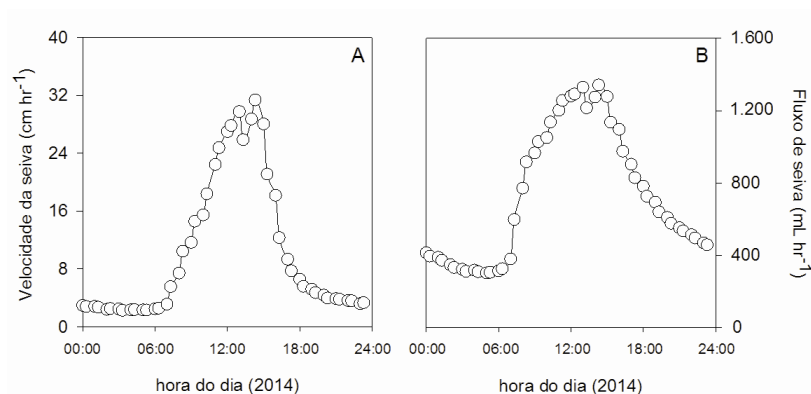 A
Velocidade da seiva (cm hr⁻¹)
40
32
24
16
8
0
00:00 06:00 12:00 18:00 24:00
hora do dia (2014)
B
1.600
1.200
800
400
0
Fluxo de seiva (mL hr⁻¹)
00:00 06:00 12:00 18:00 24:00
hora do dia (2014)